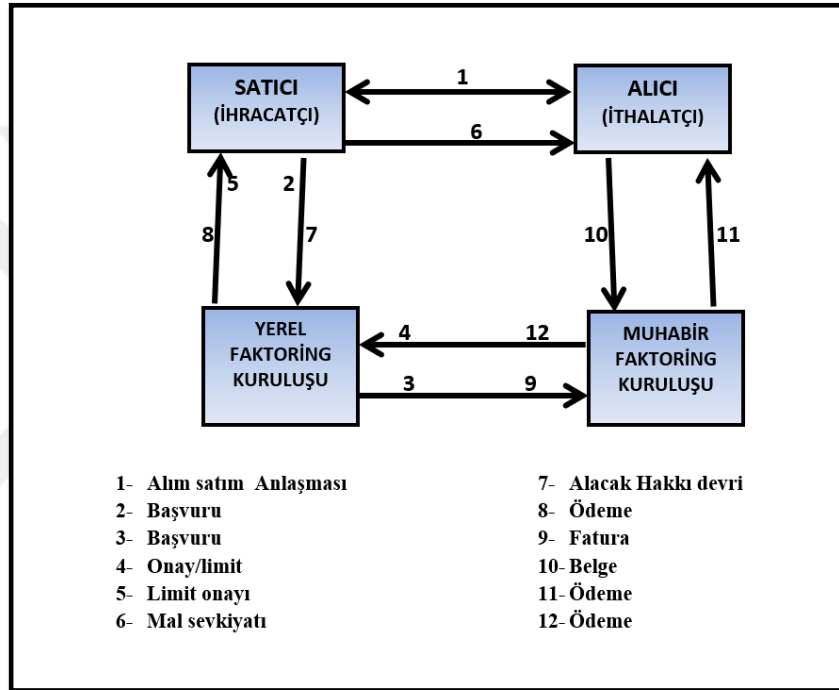 SATICI
(İHRACATÇI)
1
ALICI
(İTHALATÇI)
6
5
2
8
7
10
11
YEREL
FAKTORİNG
KURULUŞU
4
12
MUHABİR
FAKTORİNG
KURULUŞU
3
9
1- Alım satım Anlaşması
2- Başvuru
3- Başvuru
4- Onay/limit
5- Limit onayı
6- Mal sevkiyatı
7- Alacak Hakkı devri
8- Ödeme
9- Fatura
10- Belge
11- Ödeme
12- Ödeme